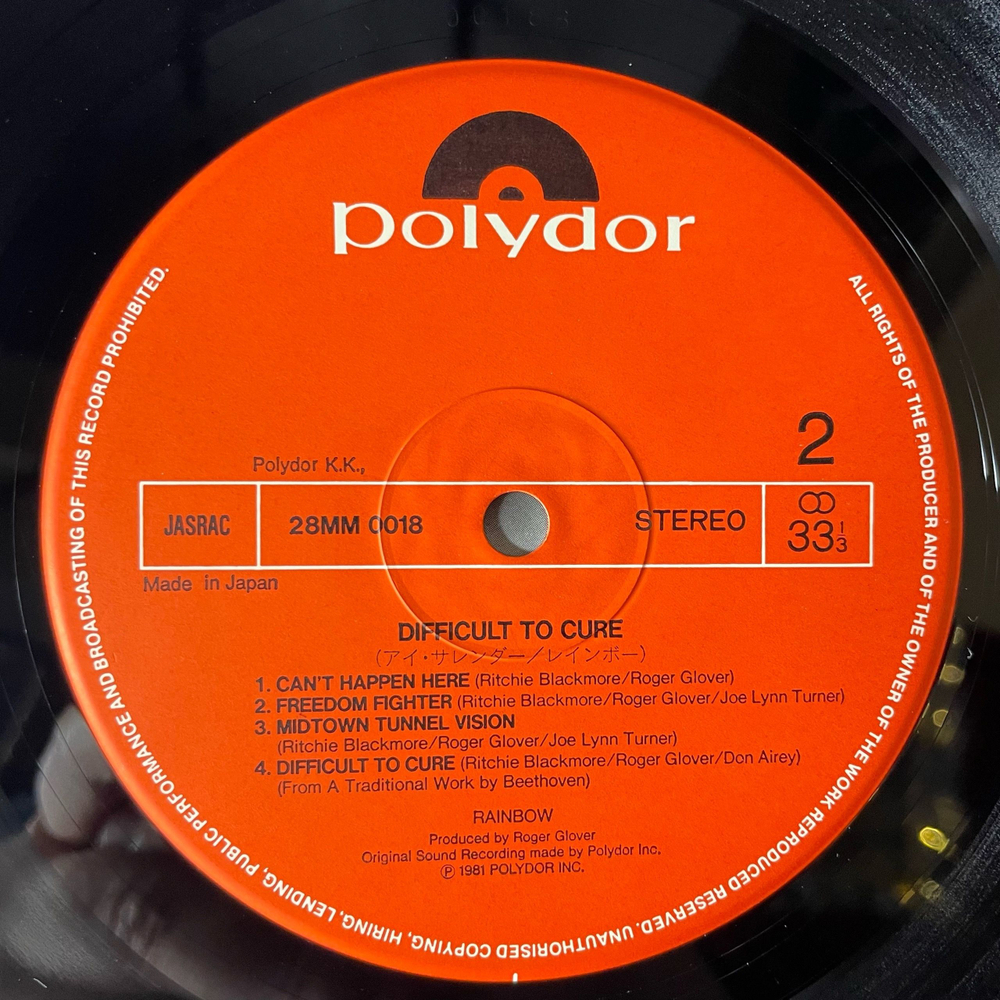 polydor
ALL RIGHTS OF THE PRODUCER AND OF THE OWNER OF THE WORK REPRODUCED RESERVED. UNAUTHORISED COPYING, HIRING, LENDING, PUBLIC PERFORMANCE AND BROADCASTING OF THIS RECORD PROHIBITED.
2
Polydor K.K.,
JASRAC 28MM 0018 STEREO 33⅓
Made in Japan
DIFFICULT TO CURE
(アイ・サレンダー/レインボー)
1. CAN'T HAPPEN HERE (Ritchie Blackmore/Roger Glover)
2. FREEDOM FIGHTER (Ritchie Blackmore/Roger Glover/Joe Lynn Turner)
3. MIDTOWN TUNNEL VISION
(Ritchie Blackmore/Roger Glover/Joe Lynn Turner)
4. DIFFICULT TO CURE (Ritchie Blackmore/Roger Glover/Don Airey)
(From A Traditional Work by Beethoven)
RAINBOW
Produced by Roger Glover
Original Sound Recording made by Polydor Inc.
℗ 1981 POLYDOR INC.